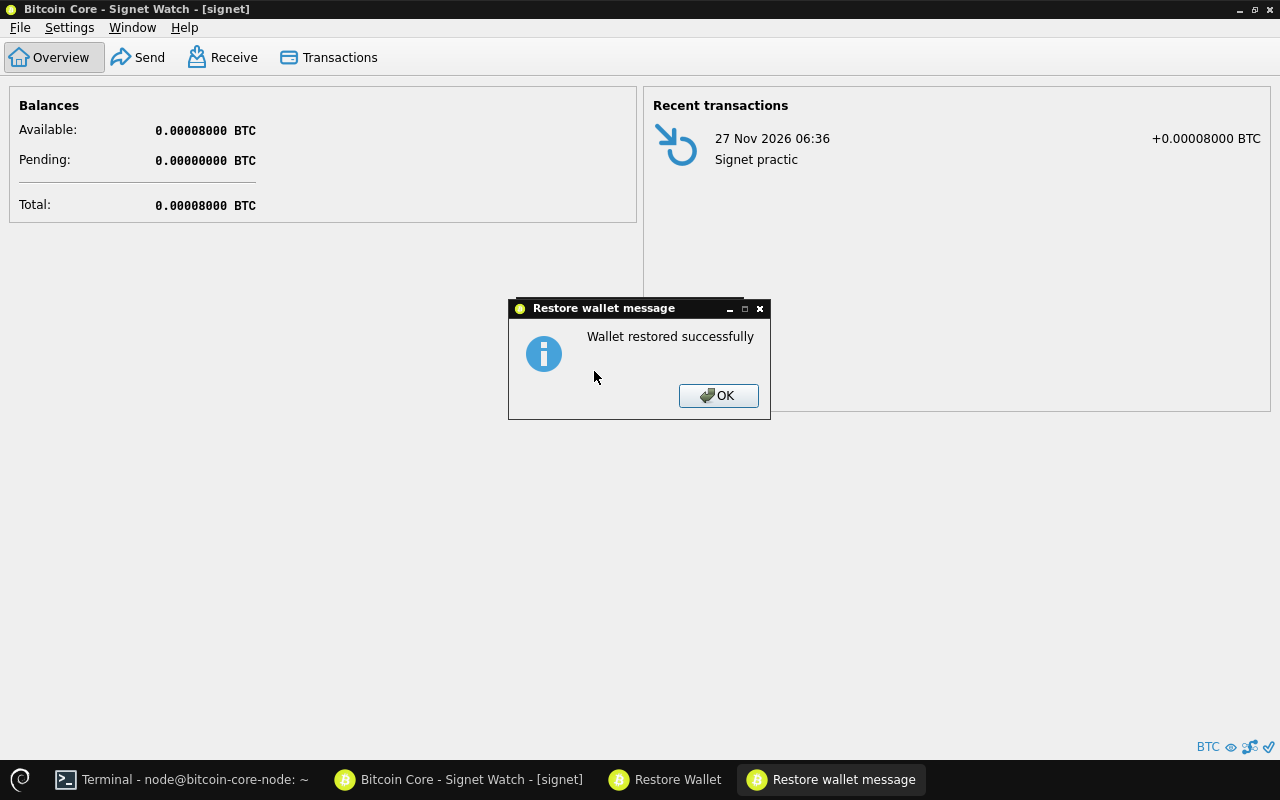 Bitcoin Core - Signet Watch - [signet]
File Settings Window Help
Overview Send Receive Transactions
Balances
Available: 0.00008000 BTC
Pending: 0.00000000 BTC
Total: 0.00008000 BTC
Recent transactions
27 Nov 2026 06:36 +0.00008000 BTC
Signet practic
Restore wallet message
Wallet restored successfully
OK
BTC
Terminal - node@bitcoin-core-node: ~ Bitcoin Core - Signet Watch - [signet] Restore Wallet Restore wallet message